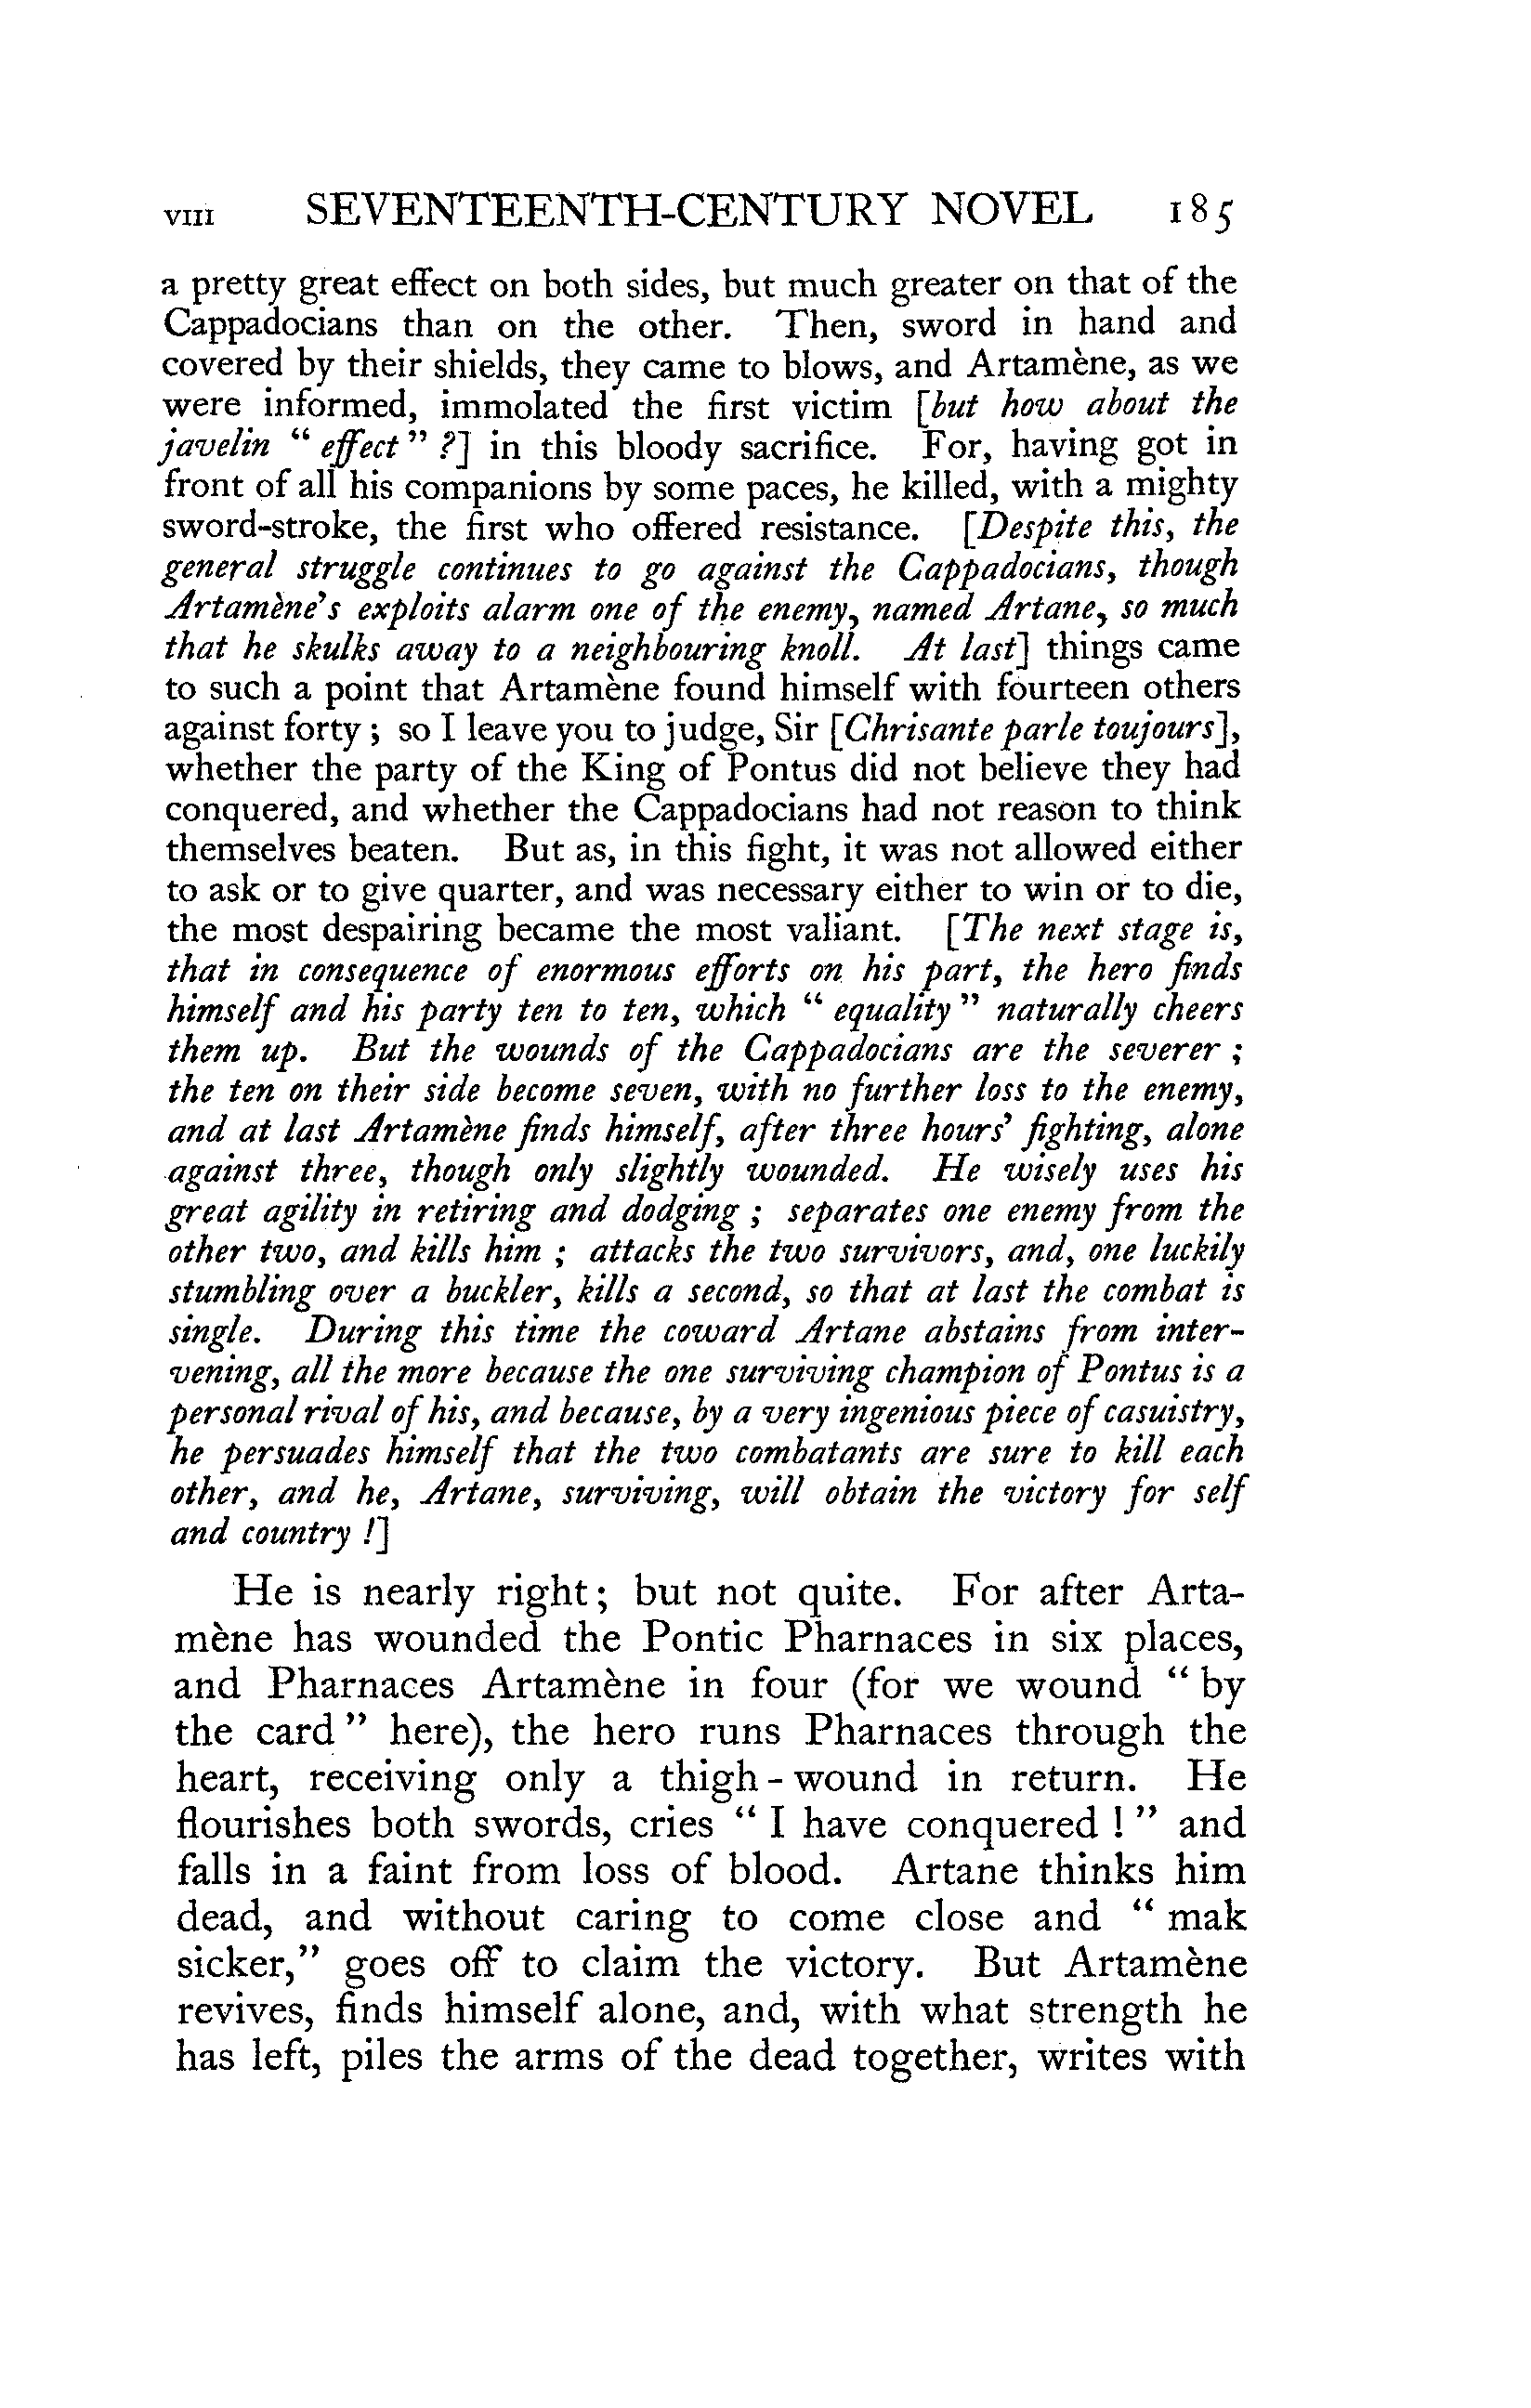 VIII SEVENTEENTH-CENTURY NOVEL 185
a pretty great effect on both sides, but much greater on that of the
Cappadocians than on the other. Then, sword in hand and
covered by their shields, they came to blows, and Artamène, as we
were informed, immolated the first victim [but how about the
javelin “ effect ” ?] in this bloody sacrifice. For, having got in
front of all his companions by some paces, he killed, with a mighty
sword-stroke, the first who offered resistance. [Despite this, the
general struggle continues to go against the Cappadocians, though
Artamène's exploits alarm one of the enemy, named Artane, so much
that he skulks away to a neighbouring knoll. At last] things came
to such a point that Artamène found himself with fourteen others
against forty ; so I leave you to judge, Sir [Chrisante parle toujours],
whether the party of the King of Pontus did not believe they had
conquered, and whether the Cappadocians had not reason to think
themselves beaten. But as, in this fight, it was not allowed either
to ask or to give quarter, and was necessary either to win or to die,
the most despairing became the most valiant. [The next stage is,
that in consequence of enormous efforts on his part, the hero finds
himself and his party ten to ten, which “ equality ” naturally cheers
them up. But the wounds of the Cappadocians are the severer ;
the ten on their side become seven, with no further loss to the enemy,
and at last Artamène finds himself, after three hours' fighting, alone
against three, though only slightly wounded. He wisely uses his
great agility in retiring and dodging ; separates one enemy from the
other two, and kills him ; attacks the two survivors, and, one luckily
stumbling over a buckler, kills a second, so that at last the combat is
single. During this time the coward Artane abstains from inter-
vening, all the more because the one surviving champion of Pontus is a
personal rival of his, and because, by a very ingenious piece of casuistry,
he persuades himself that the two combatants are sure to kill each
other, and he, Artane, surviving, will obtain the victory for self
and country !]
He is nearly right ; but not quite. For after Arta-
mène has wounded the Pontic Pharnaces in six places,
and Pharnaces Artamène in four (for we wound “ by
the card ” here), the hero runs Pharnaces through the
heart, receiving only a thigh - wound in return. He
flourishes both swords, cries “ I have conquered ! ” and
falls in a faint from loss of blood. Artane thinks him
dead, and without caring to come close and “ mak
sicker,” goes off to claim the victory. But Artamène
revives, finds himself alone, and, with what strength he
has left, piles the arms of the dead together, writes with